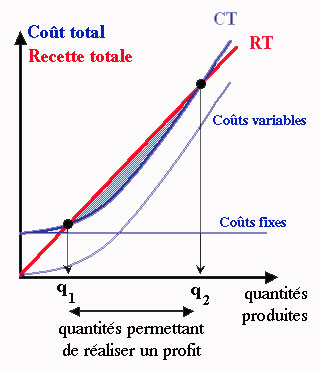 CT
Coût total
Recette totale
RT
Coûts variables
Coûts fixes
q1
q2
quantités
produites
quantités permettant
de réaliser un profit